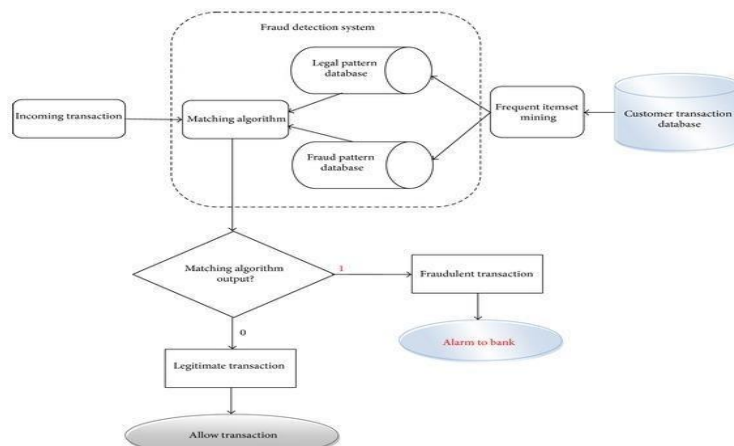 Fraud detection system
Legal pattern
database
Incoming transaction
Matching algorithm
Frequent itemset
mining
Customer transaction
database
Fraud pattern
database
Matching algorithm
output?
1
Fraudulent transaction
0
Alarm to bank
Legitimate transaction
Allow transaction